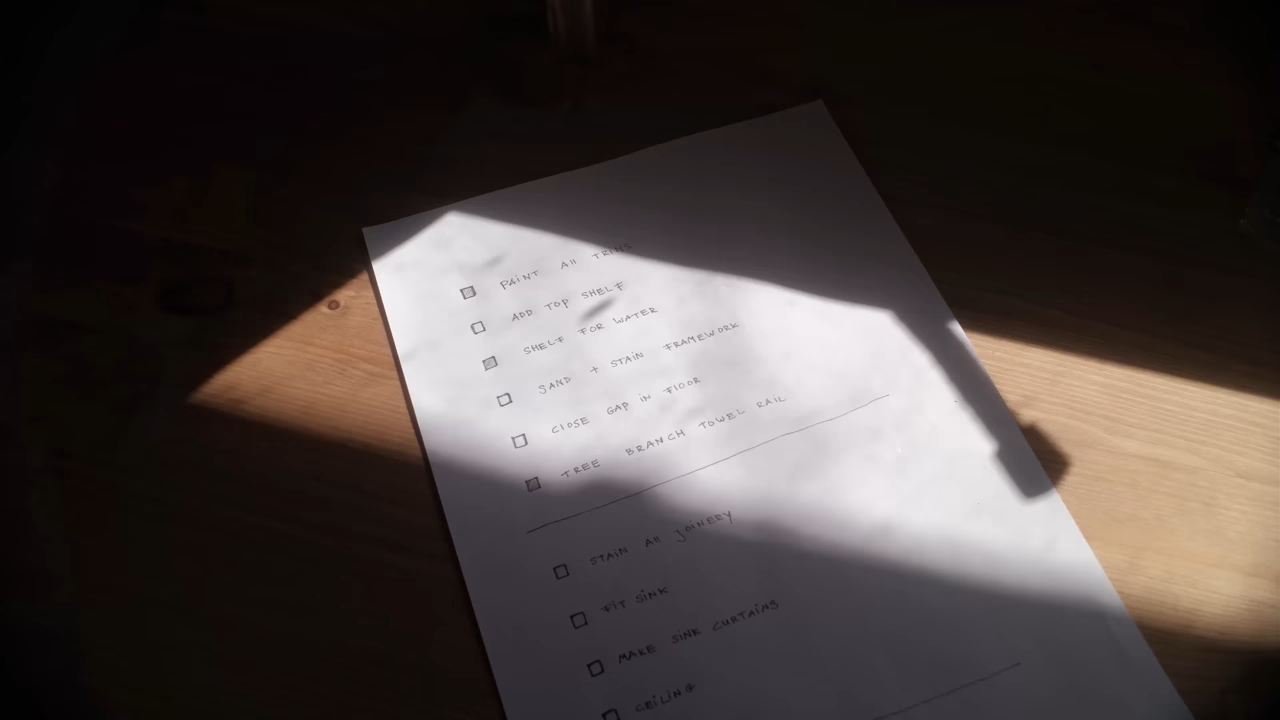 PAINT All TRIMS
ADD TOP SHELF
SHELF FOR WATER
SAND + STAIN FRAMEWORK
ClOSE GAP IN FlOOR
TREE BRANCH TOWEL RAIL
STAIN All JOINERY
FIT SINK
MAKE SINK CURTAINS
CEILING